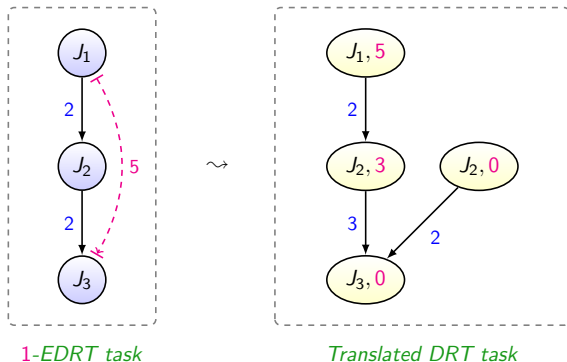 J1
J1, 5
2
2
5
⤳
J2
J2, 3
J2, 0
2
3
2
J3
J3, 0
1-EDRT task
Translated DRT task